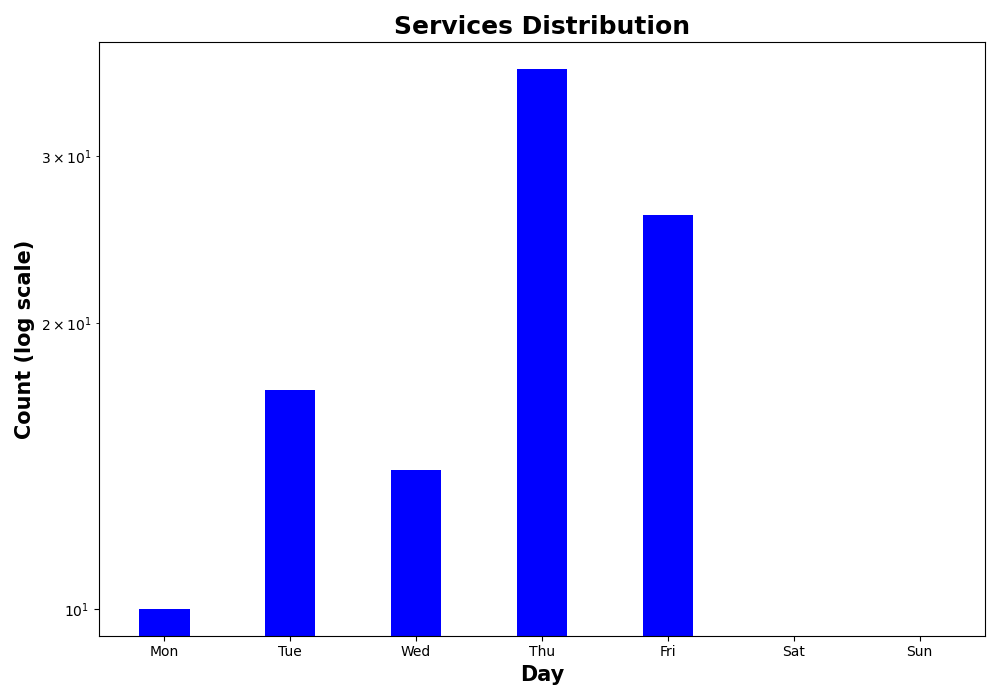 Services Distribution
Count (log scale)
3 × 10¹
2 × 10¹
10¹
Mon Tue Wed Thu Fri Sat Sun
Day